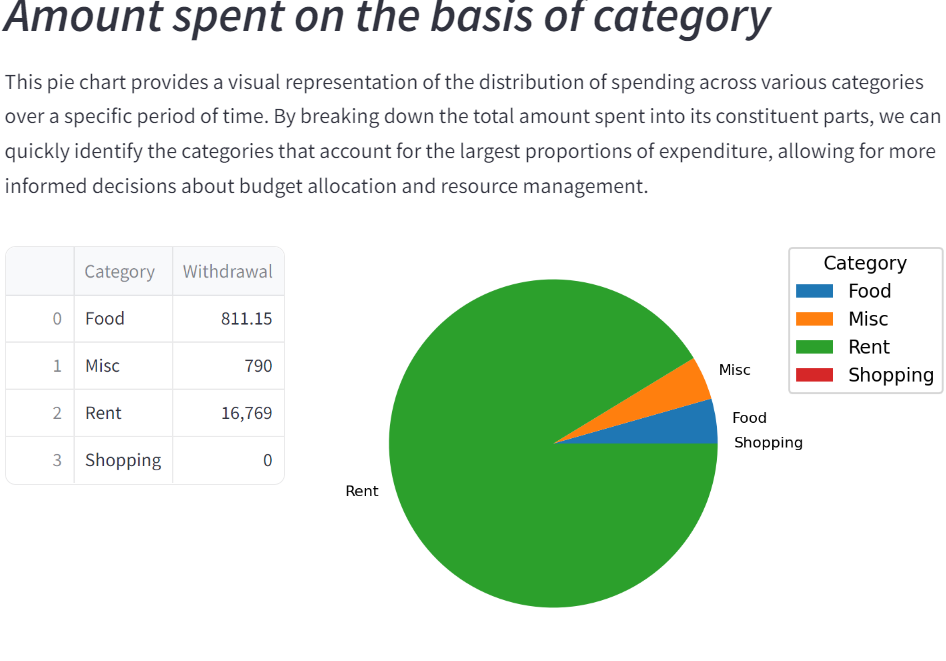 Amount spent on the basis of category
This pie chart provides a visual representation of the distribution of spending across various categories
over a specific period of time. By breaking down the total amount spent into its constituent parts, we can
quickly identify the categories that account for the largest proportions of expenditure, allowing for more
informed decisions about budget allocation and resource management.
Category Withdrawal
0 Food 811.15
1 Misc 790
2 Rent 16,769
3 Shopping 0
Category
Food
Misc
Rent
Shopping
Misc
Food
Shopping
Rent